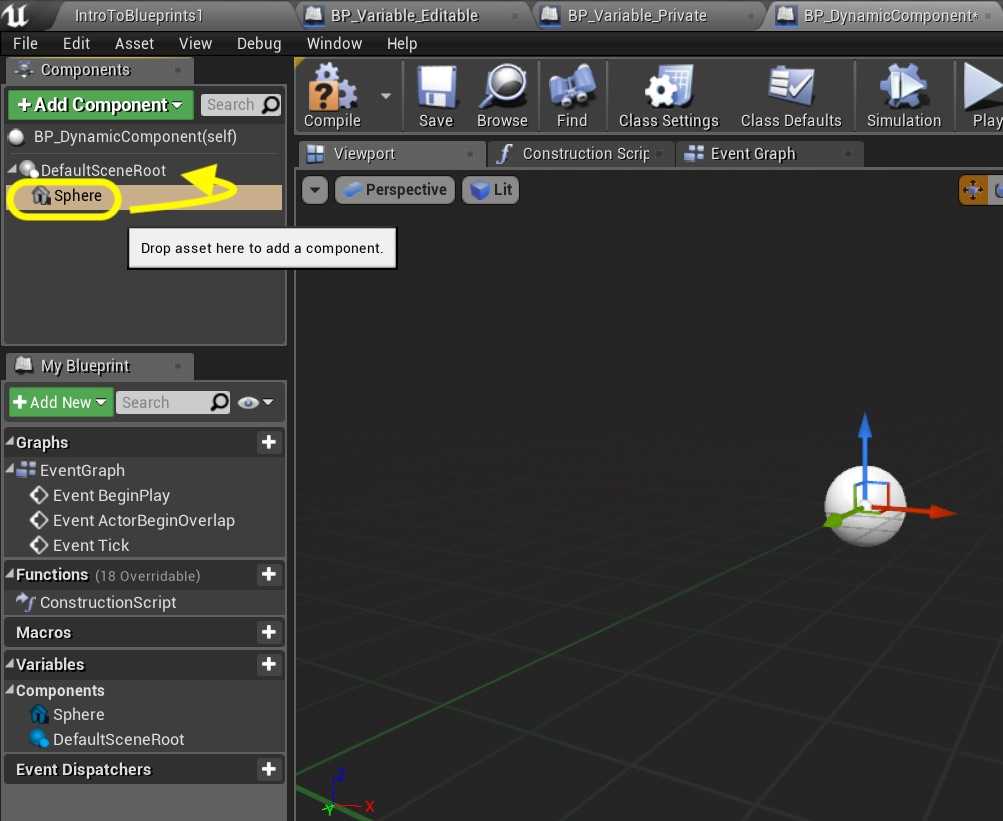 IntroToBlueprints1
BP_Variable_Editable
BP_Variable_Private
BP_DynamicComponent*
File Edit Asset View Debug Window Help
Components
+Add Component
Search
BP_DynamicComponent(self)
DefaultSceneRoot
Sphere
Drop asset here to add a component.
Compile
Save
Browse
Find
Class Settings
Class Defaults
Simulation
Play
Viewport
Construction Scrip
Event Graph
Perspective
Lit
My Blueprint
+Add New
Search
Graphs
EventGraph
Event BeginPlay
Event ActorBeginOverlap
Event Tick
Functions (18 Overridable)
ConstructionScript
Macros
Variables
Components
Sphere
DefaultSceneRoot
Event Dispatchers
Z
Y
X